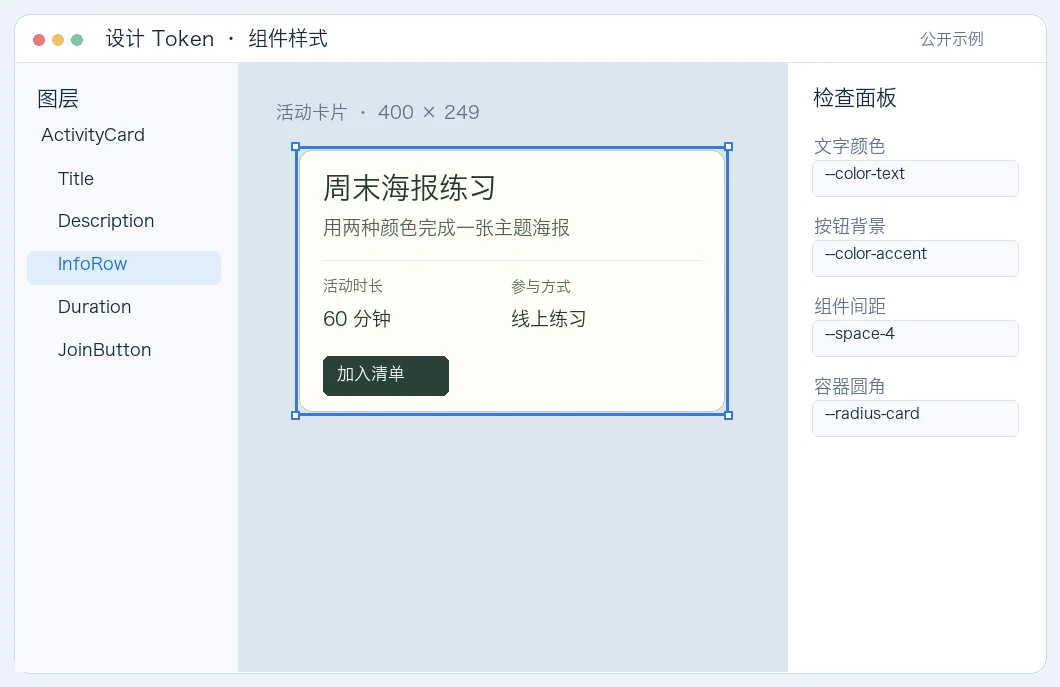 设计 Token · 组件样式
公开示例
图层
ActivityCard
Title
Description
InfoRow
Duration
JoinButton
活动卡片 · 400 × 249
周末海报练习
用两种颜色完成一张主题海报
活动时长
参与方式
60 分钟
线上练习
加入清单
检查面板
文字颜色
--color-text
按钮背景
--color-accent
组件间距
--space-4
容器圆角
--radius-card